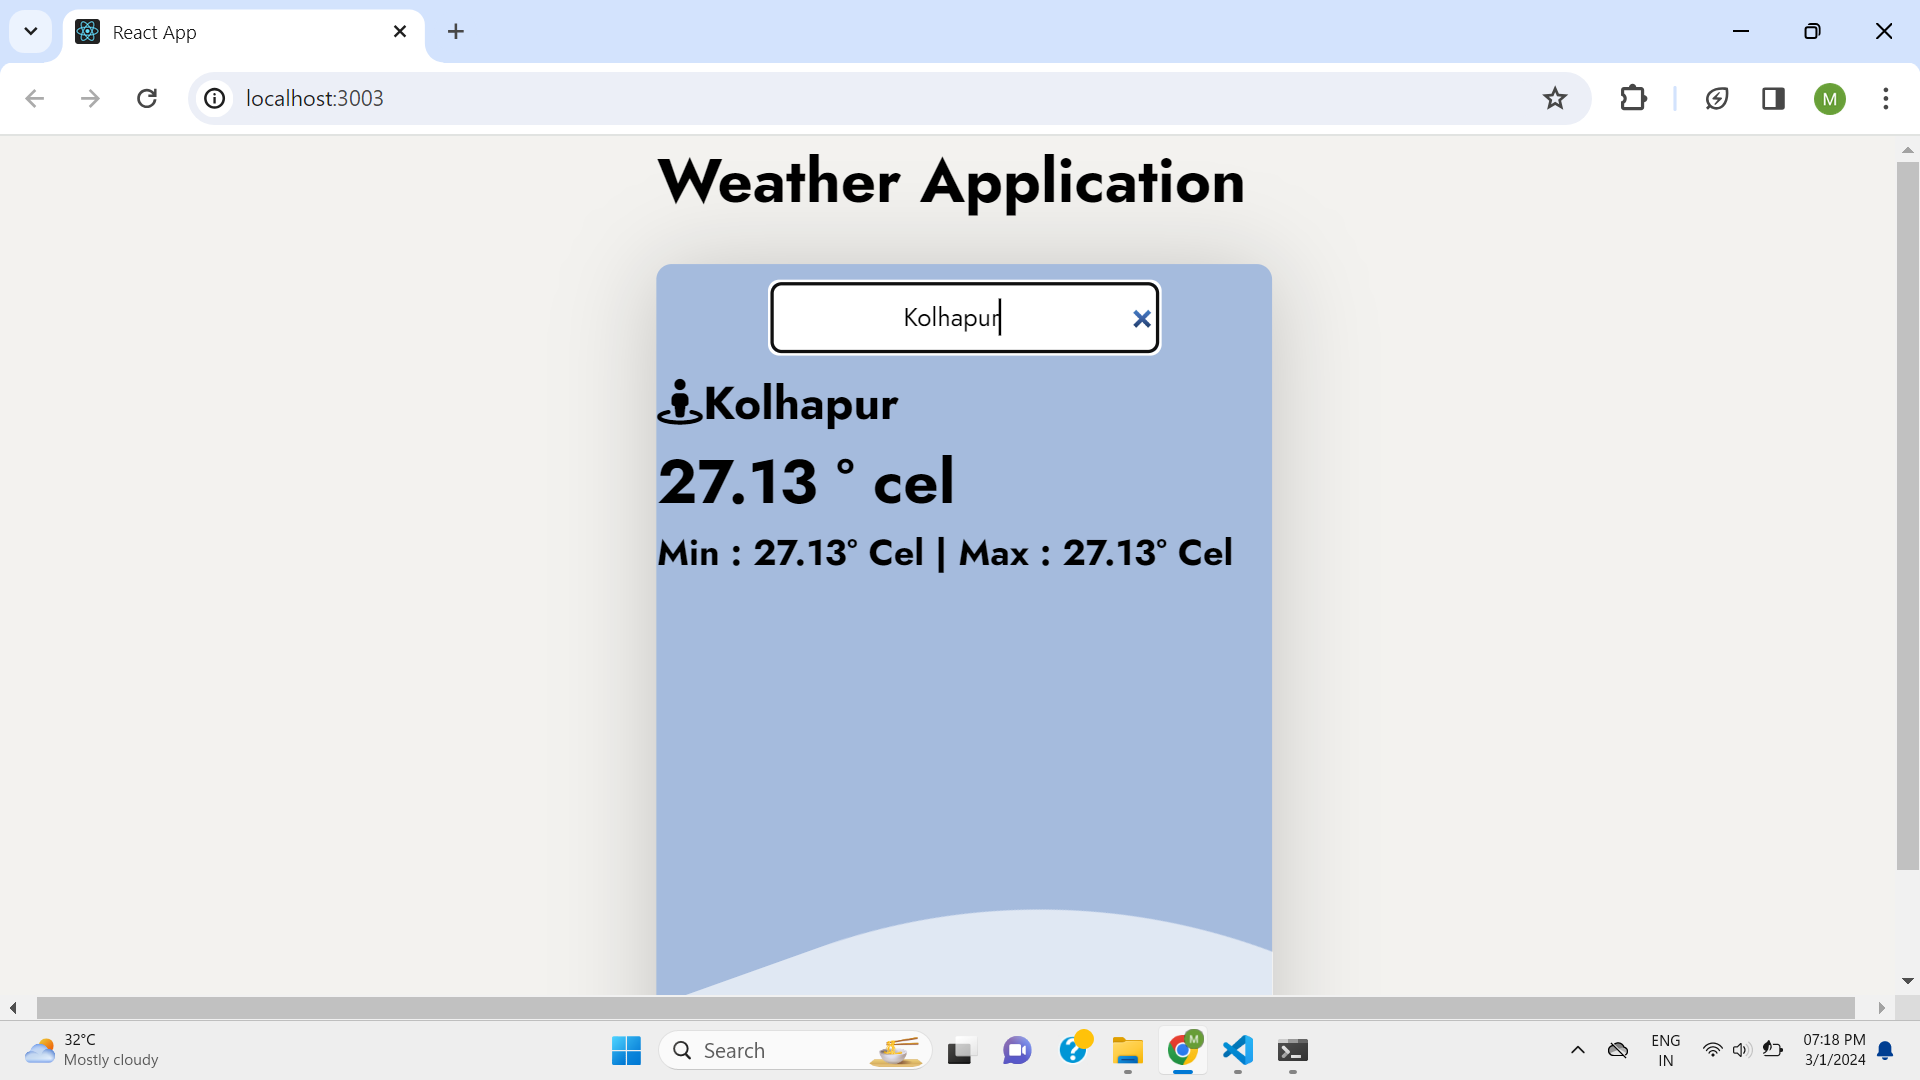 React App
localhost:3003
M
Weather Application
Kolhapur
Kolhapur
27.13 ° cel
Min : 27.13° Cel | Max : 27.13° Cel
32°C
Mostly cloudy
Search
M
ENG
IN
07:18 PM
3/1/2024